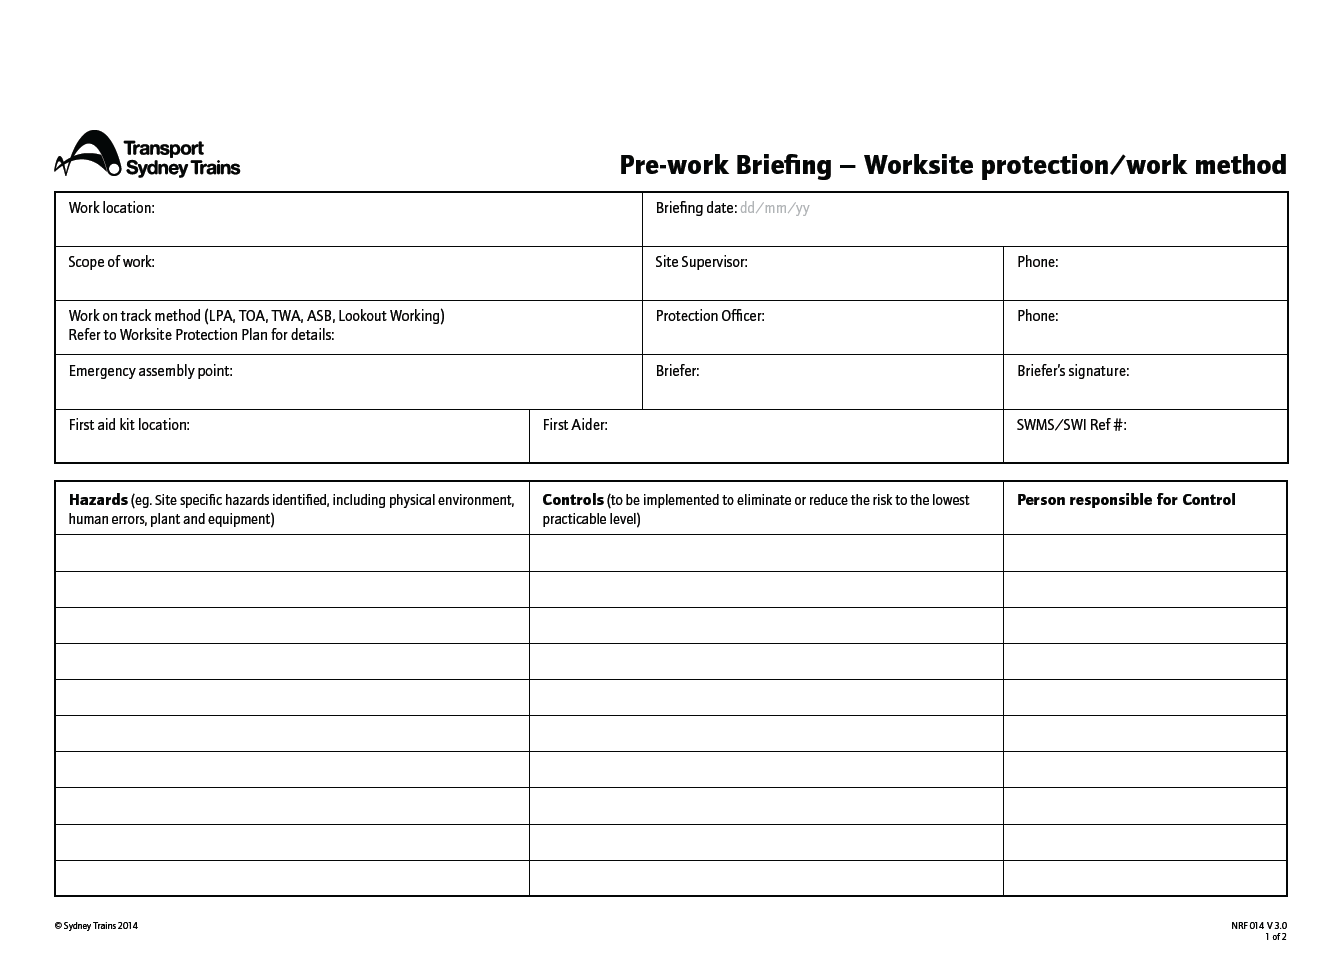 Transport
Sydney Trains
Pre-work Briefing – Worksite protection/work method
Work location:
Briefing date: dd/mm/yy
Scope of work:
Site Supervisor:
Phone:
Work on track method (LPA, TOA, TWA, ASB, Lookout Working)
Refer to Worksite Protection Plan for details:
Protection Officer:
Phone:
Emergency assembly point:
Briefer:
Briefer’s signature:
First aid kit location:
First Aider:
SWMS/SWI Ref #:
Hazards (eg. Site specific hazards identified, including physical environment,
human errors, plant and equipment)
Controls (to be implemented to eliminate or reduce the risk to the lowest
practicable level)
Person responsible for Control
© Sydney Trains 2014
NRF 014 V 3.0
1 of 2